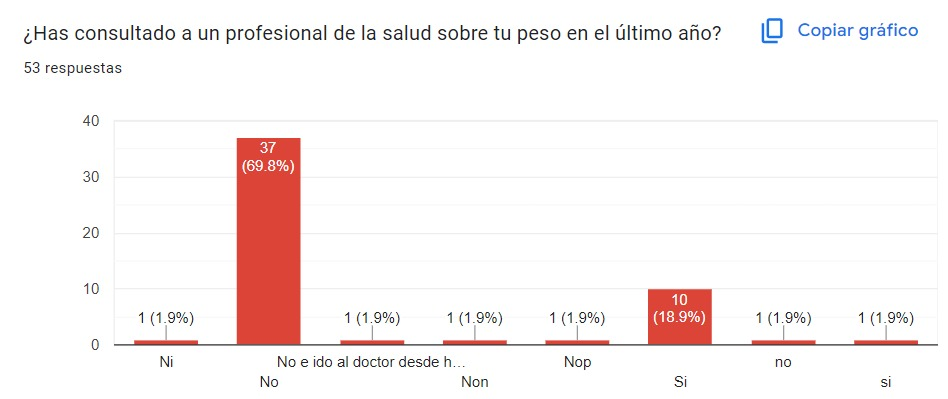 ¿Has consultado a un profesional de la salud sobre tu peso en el último año?
Copiar gráfico
53 respuestas
40
30
20
10
0
1 (1.9%)
37
(69.8%)
1 (1.9%)
1 (1.9%)
1 (1.9%)
10
(18.9%)
1 (1.9%)
1 (1.9%)
Ni
No
No e ido al doctor desde h…
Non
Nop
Si
no
si